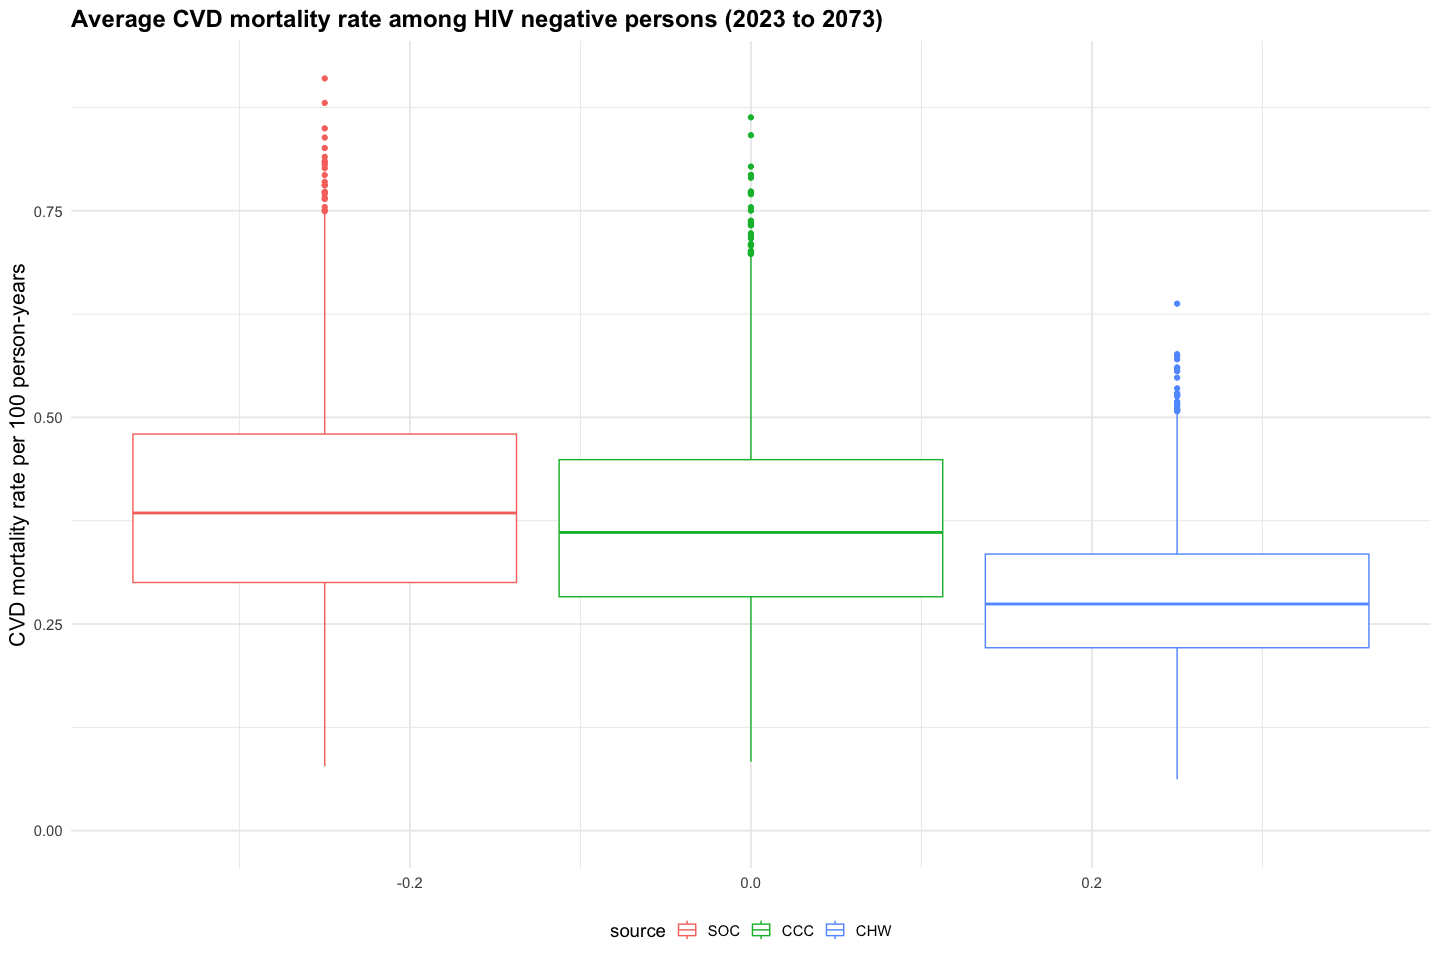 Average CVD mortality rate among HIV negative persons (2023 to 2073)
CVD mortality rate per 100 person-years
0.75
0.50
0.25
0.00
-0.2
0.0
0.2
source
SOC
CCC
CHW